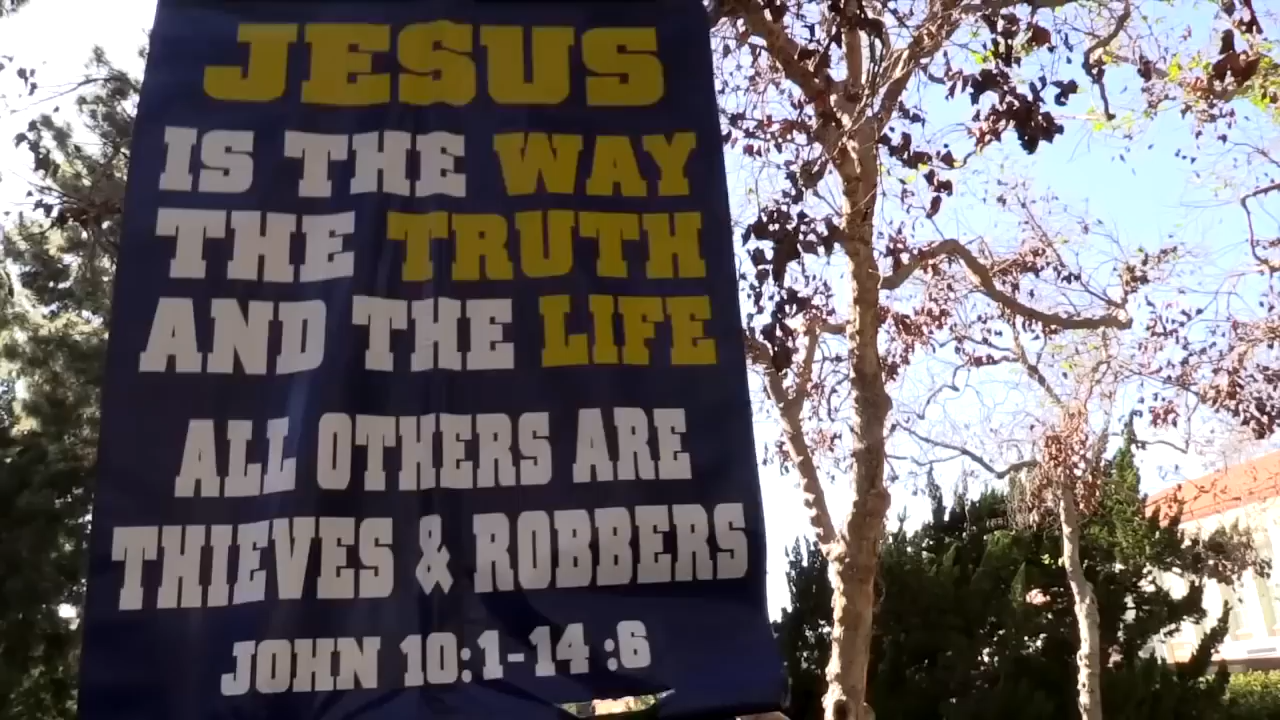 JESUS
IS THE WAY
THE TRUTH
AND THE LIFE
ALL OTHERS ARE
THIEVES & ROBBERS
JOHN 10:1-14 :6